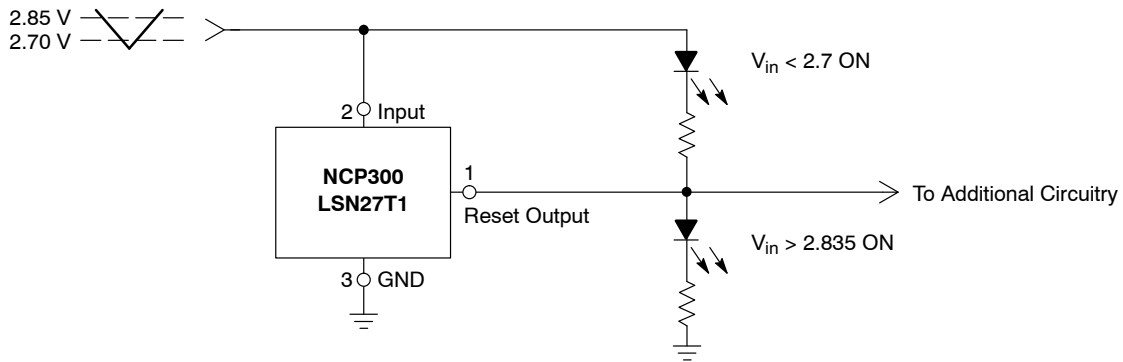 2.85 V
2.70 V
V_in < 2.7 ON
2 Input
NCP300
LSN27T1
1
Reset Output
To Additional Circuitry
V_in > 2.835 ON
3 GND